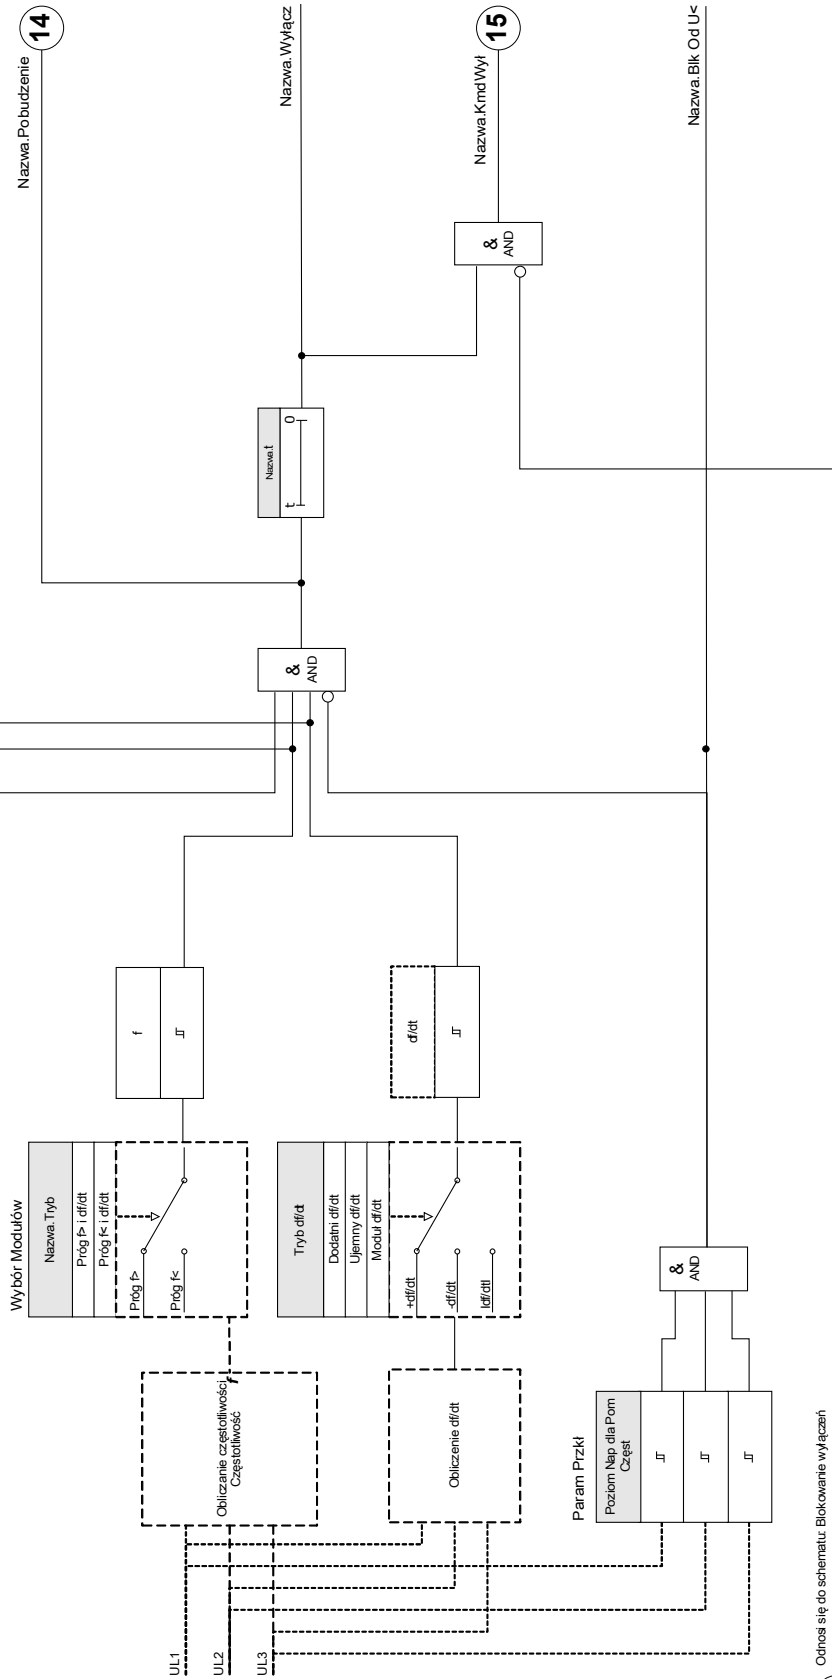 14
Nazwa.Pobudzenie
Nazwa.Wyłącz
15
Nazwa.KmdWył
Nazwa.Blk Od U<
&
AND
Nazwa.t
t
0
&
AND
f
df/dt
Wybór Modułów
Nazwa.Tryb
Próg f> i df/dt
Próg f< i df/dt
Próg f>
Próg f<
Tryb df/dt
Dodatni df/dt
Ujemny df/dt
Moduł df/dt
+df/dt
-df/dt
Idf/dtI
&
AND
Obliczanie częstotliwości
Częstotliwość
f
Obliczenie df/dt
Param Przkł
Poziom Nap dla Pom
Częst
UL1
UL2
UL3
Odnosi się do schematu: Blokowanie wyłączeń